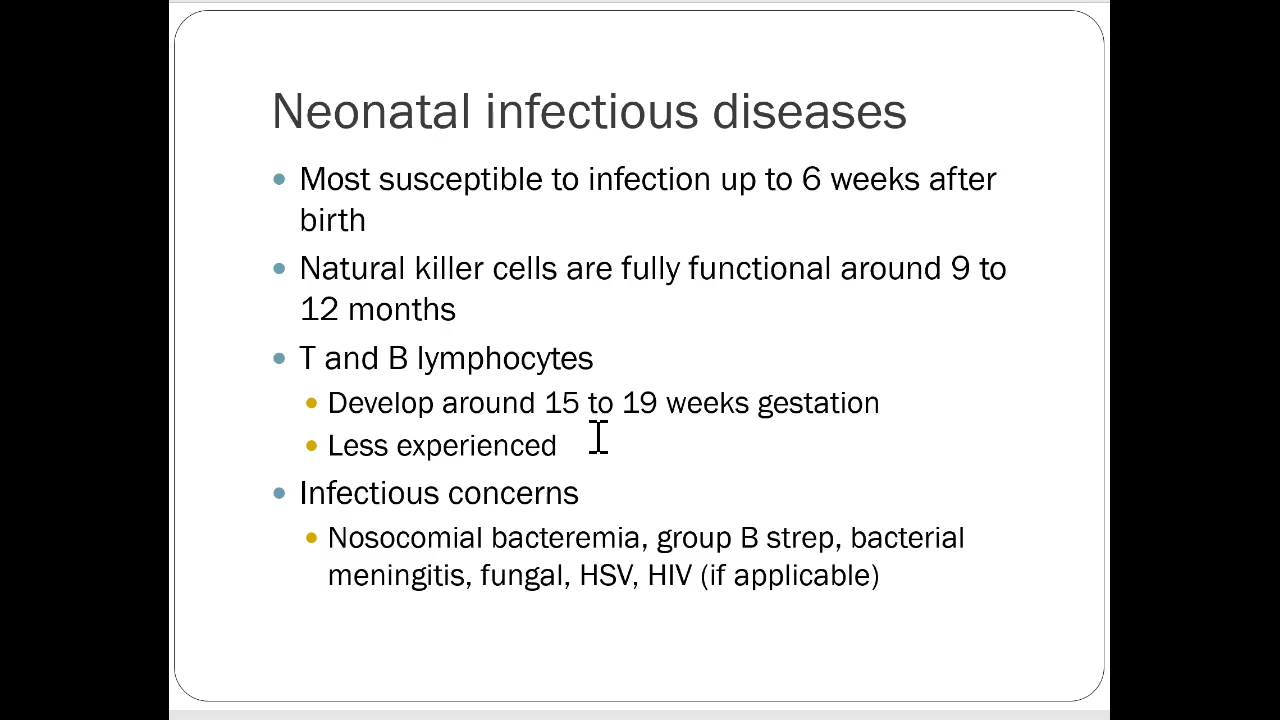 Neonatal infectious diseases
• Most susceptible to infection up to 6 weeks after
birth
• Natural killer cells are fully functional around 9 to
12 months
• T and B lymphocytes
• Develop around 15 to 19 weeks gestation
• Less experienced
• Infectious concerns
• Nosocomial bacteremia, group B strep, bacterial
meningitis, fungal, HSV, HIV (if applicable)